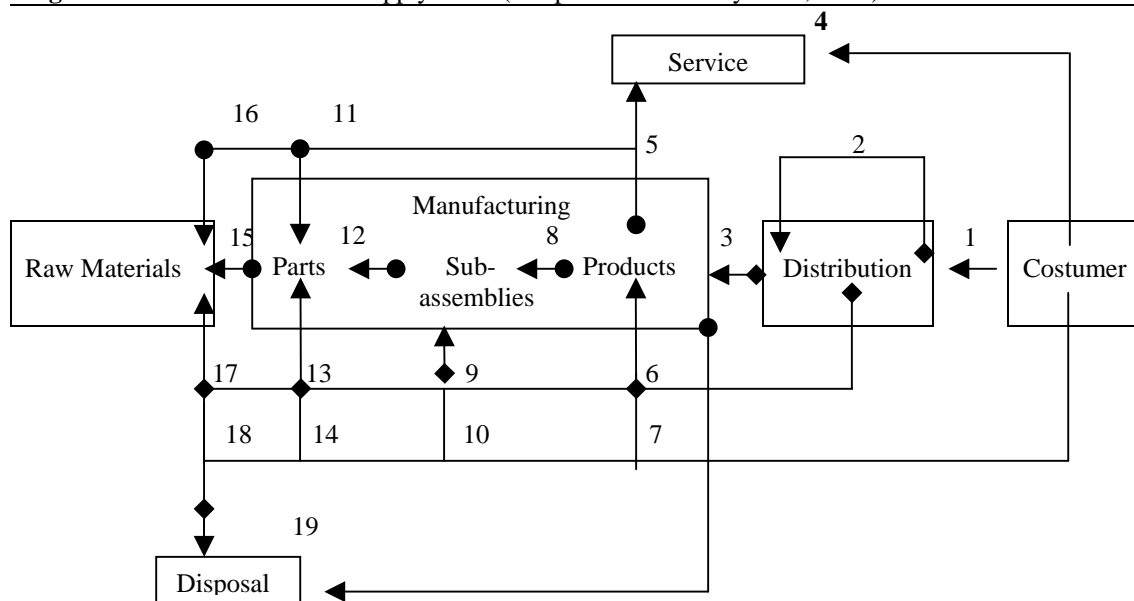 4
Service
16 11
5 2
Manufacturing
15 12 8 3 1
Raw Materials Parts Sub- Products Distribution Costumer
assemblies
17 13 9 6
18 14 10 7
19
Disposal